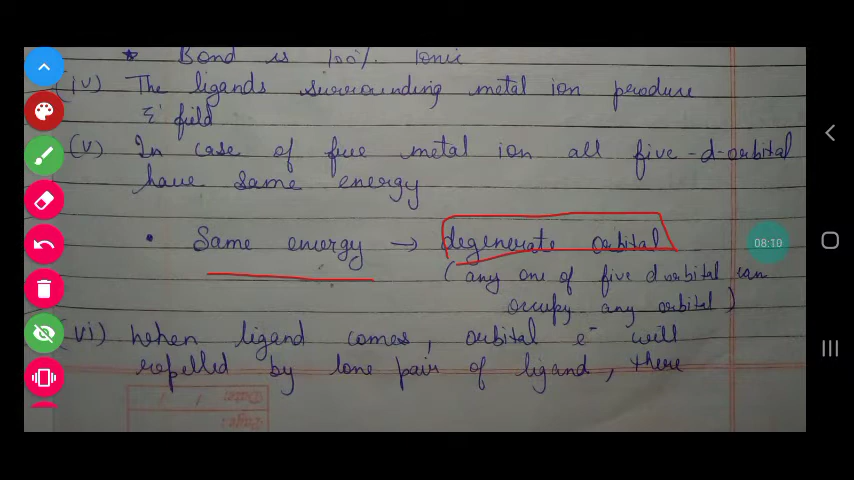 * Bond is 100% Ionic
(iv) The ligands surrounding metal ion produce
field
(v) In case of free metal ion all five-d-orbital
have same energy
• Same energy → degenerate orbital
(any one of five d orbital can
occupy any orbital)
(vi) When ligand comes, orbital e⁻ will
repelled by lone pair of ligand, there
08:10
Date:
Page: